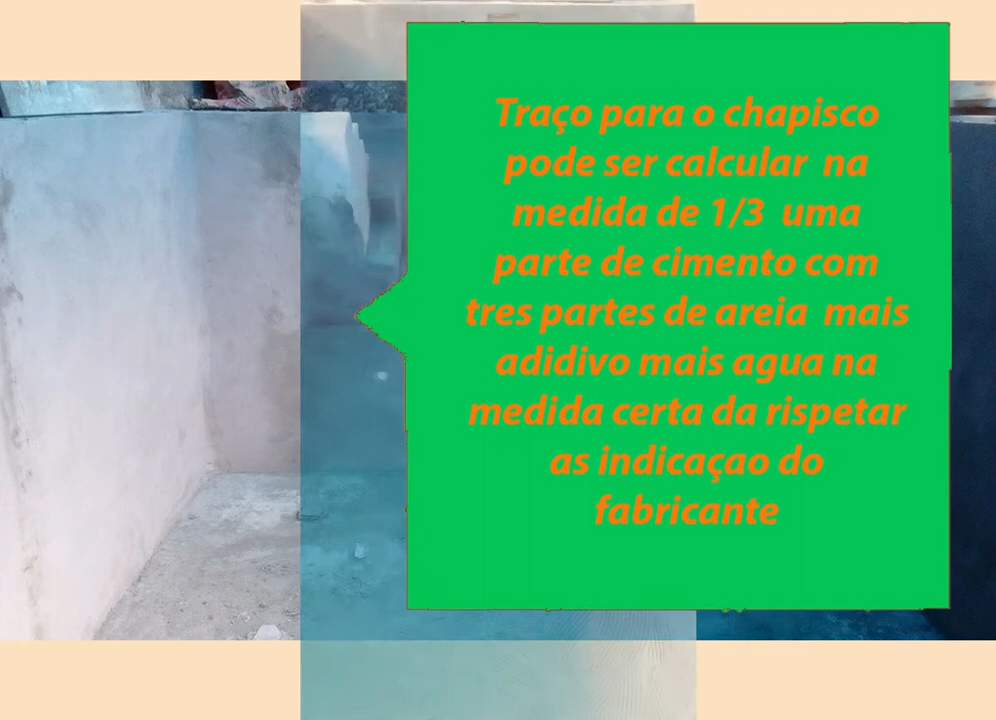 Traço para o chapisco
pode ser calcular na
medida de 1/3 uma
parte de cimento com
tres partes de areia mais
adidivo mais agua na
medida certa da rispetar
as indicaçao do
fabricante